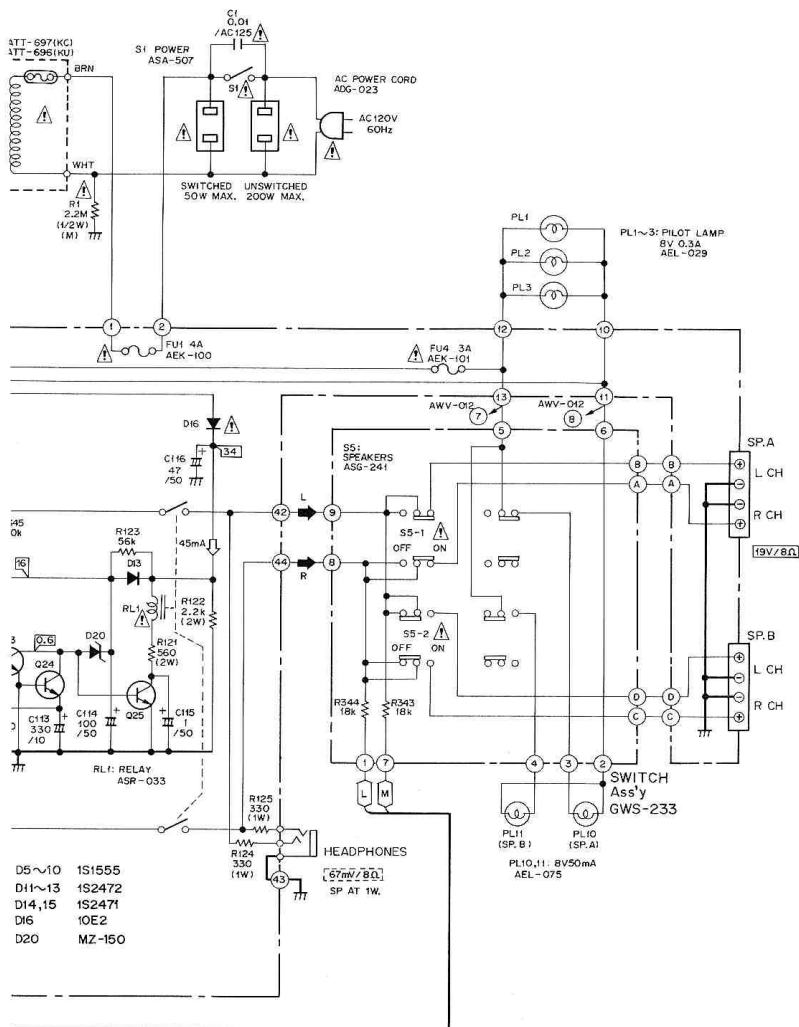 ATT-697(KC)
ATT-696(KU)
BRN
WHT
R1
2.2M
(1/2W)
(M)
S1 POWER
ASA-507
C1
0.01
/AC125
S1
AC POWER CORD
ADG-023
AC120V
60Hz
SWITCHED
50W MAX.
UNSWITCHED
200W MAX.
PL1
PL2
PL3
PL1~3: PILOT LAMP
8V 0.3A
AEL-029
1
2
12
10
FU1 4A
AEK-100
FU4 3A
AEK-101
13
11
AWV-012
7
AWV-012
8
5
6
D16
34
C116
47
/50
S5:
SPEAKERS
ASG-241
B
B
A
A
SP.A
L CH
R CH
19V/8Ω
42
L
9
S5-1
OFF
ON
44
R
8
45mA
R123
56k
D13
16
RL1
R122
2.2k
(2W)
R121
560
(2W)
0.6
D20
Q24
Q25
C113
330
/10
C114
100
/50
C115
1
/50
RL1: RELAY
ASR-033
S5-2
OFF
ON
SP.B
L CH
R CH
D
D
C
C
R344
18k
R343
18k
1
7
4
3
2
L
M
SWITCH
Ass'y
GWS-233
PL11
(SP.B)
PL10
(SP.A)
PL10,11: 8V50mA
AEL-075
R125
330
(1W)
R124
330
(1W)
HEADPHONES
43
67mV/8Ω
SP AT 1W.
D5~10 1S1555
D11~13 1S2472
D14,15 1S2471
D16 10E2
D20 MZ-150